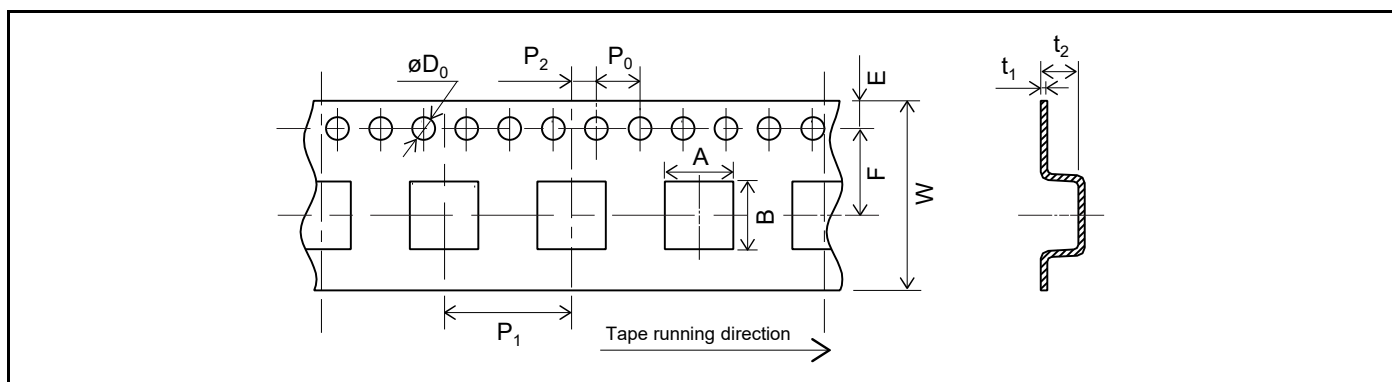 t₂
P₂
P₀
E
øD₀
t₁
A
F
W
B
P₁
Tape running direction